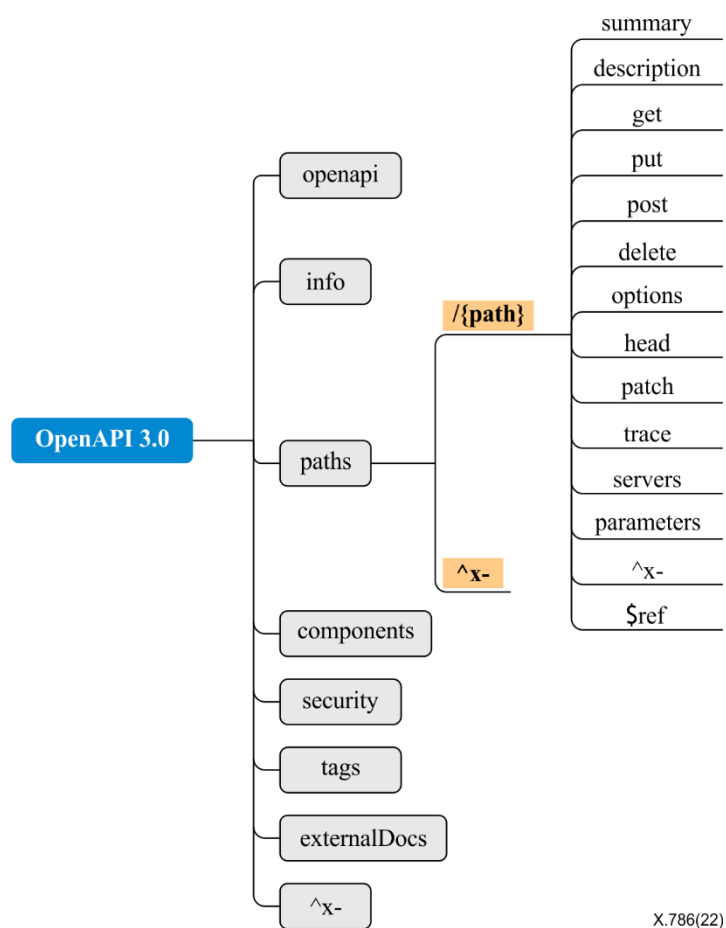 OpenAPI 3.0
openapi
info
paths
/{path}
summary
description
get
put
post
delete
options
head
patch
trace
servers
parameters
^x-
$ref
^x-
components
security
tags
externalDocs
^x-
X.786(22)